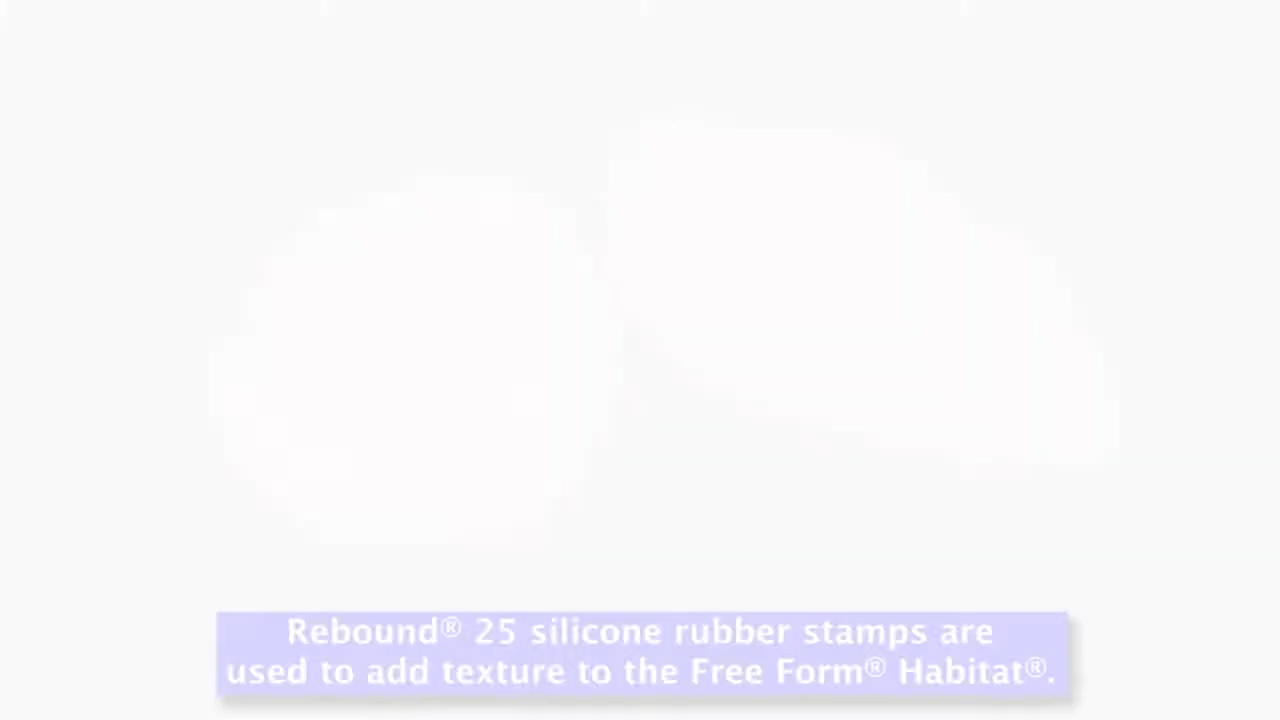 Rebound® 25 silicone rubber stamps are
used to add texture to the Free Form® Habitat®.